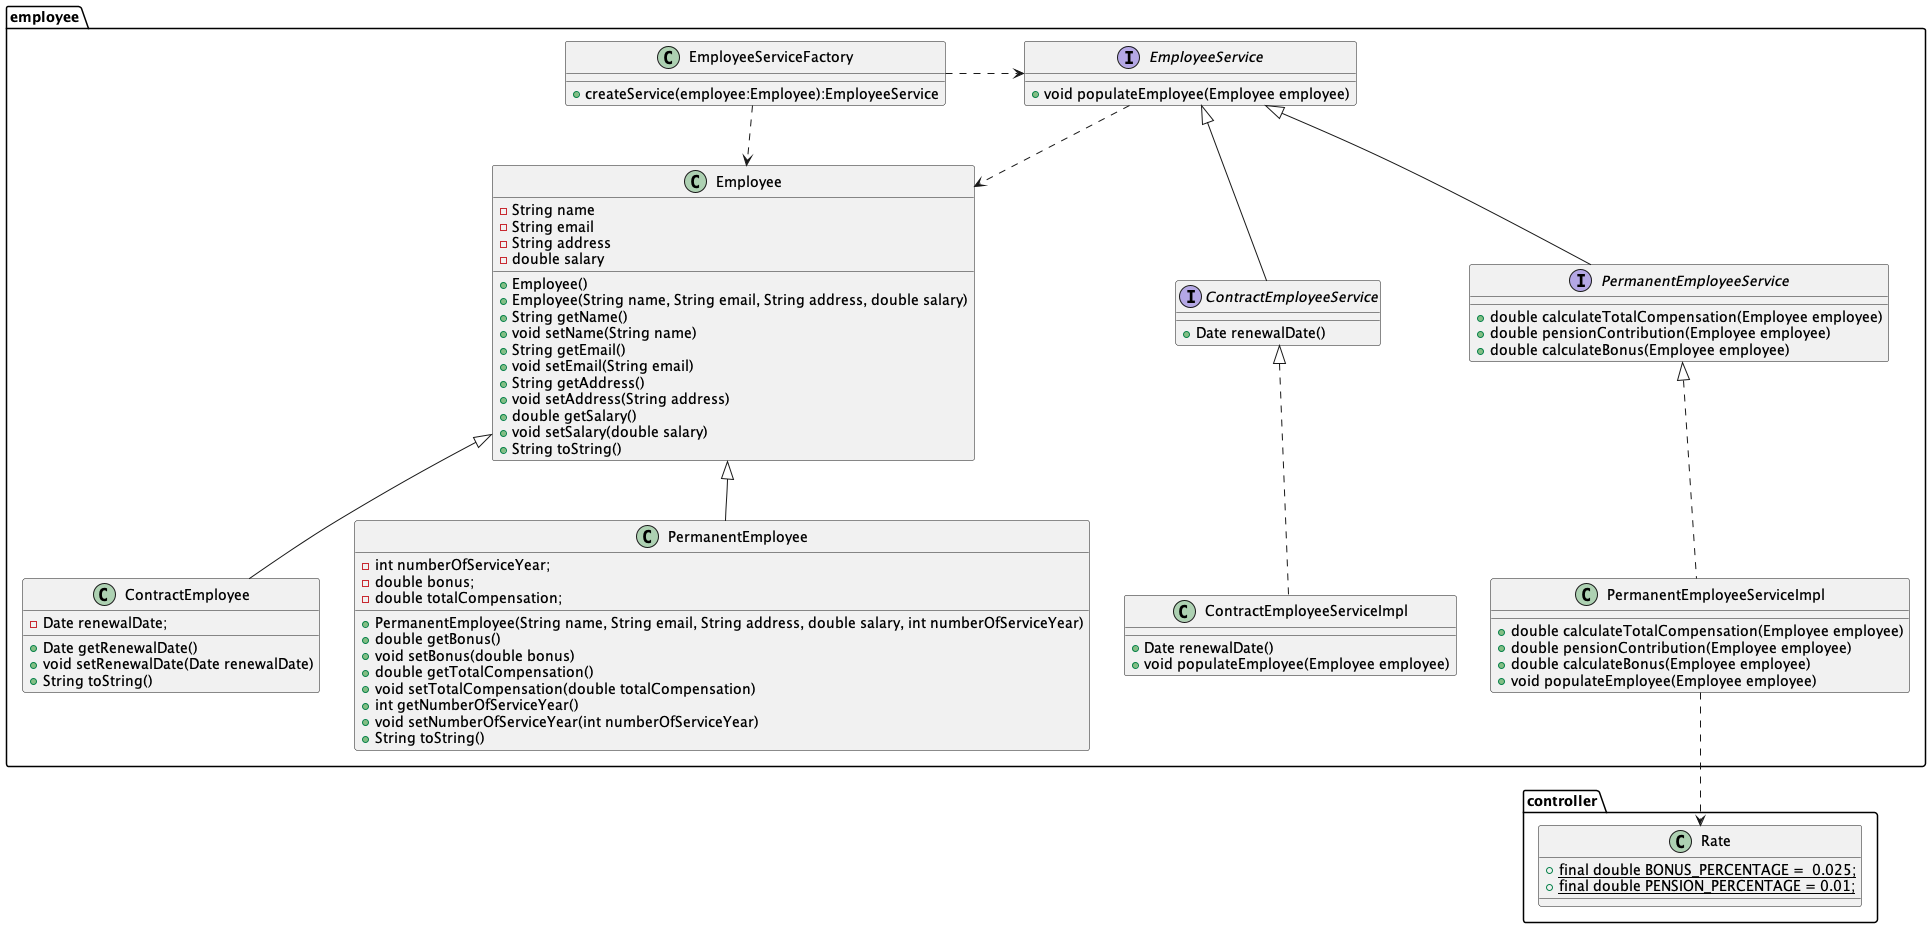 employee
C EmployeeServiceFactory
createService(employee:Employee):EmployeeService
I EmployeeService
void populateEmployee(Employee employee)
C Employee
String name
String email
String address
double salary
Employee()
Employee(String name, String email, String address, double salary)
String getName()
void setName(String name)
String getEmail()
void setEmail(String email)
String getAddress()
void setAddress(String address)
double getSalary()
void setSalary(double salary)
String toString()
I ContractEmployeeService
Date renewalDate()
I PermanentEmployeeService
double calculateTotalCompensation(Employee employee)
double pensionContribution(Employee employee)
double calculateBonus(Employee employee)
C ContractEmployee
Date renewalDate;
Date getRenewalDate()
void setRenewalDate(Date renewalDate)
String toString()
C PermanentEmployee
int numberOfServiceYear;
double bonus;
double totalCompensation;
PermanentEmployee(String name, String email, String address, double salary, int numberOfServiceYear)
double getBonus()
void setBonus(double bonus)
double getTotalCompensation()
void setTotalCompensation(double totalCompensation)
int getNumberOfServiceYear()
void setNumberOfServiceYear(int numberOfServiceYear)
String toString()
C ContractEmployeeServiceImpl
Date renewalDate()
void populateEmployee(Employee employee)
C PermanentEmployeeServiceImpl
double calculateTotalCompensation(Employee employee)
double pensionContribution(Employee employee)
double calculateBonus(Employee employee)
void populateEmployee(Employee employee)
controller
C Rate
final double BONUS_PERCENTAGE = 0.025;
final double PENSION_PERCENTAGE = 0.01;